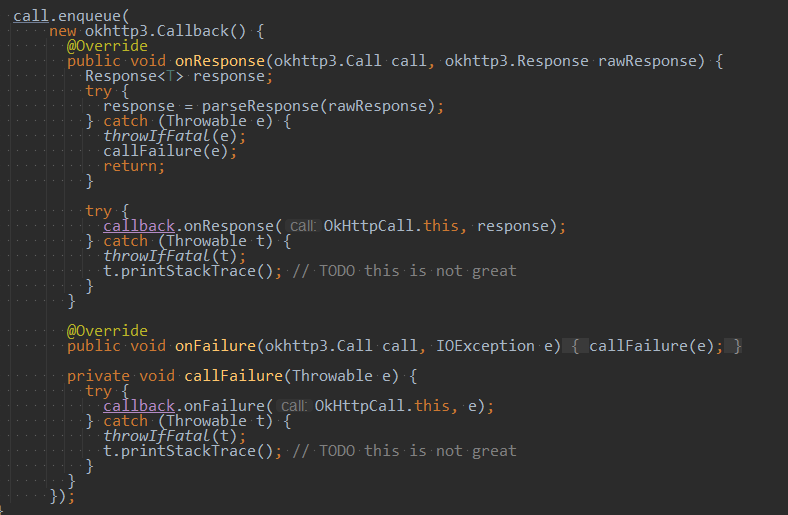 call.enqueue(
new okhttp3.Callback() {
@Override
public void onResponse(okhttp3.Call call, okhttp3.Response rawResponse) {
Response<T> response;
try {
response = parseResponse(rawResponse);
} catch (Throwable e) {
throwIfFatal(e);
callFailure(e);
return;
}
try {
callback.onResponse( call: OkHttpCall.this, response);
} catch (Throwable t) {
throwIfFatal(t);
t.printStackTrace(); // TODO this is not great
}
}
@Override
public void onFailure(okhttp3.Call call, IOException e) { callFailure(e); }
private void callFailure(Throwable e) {
try {
callback.onFailure( call: OkHttpCall.this, e);
} catch (Throwable t) {
throwIfFatal(t);
t.printStackTrace(); // TODO this is not great
}
}
});